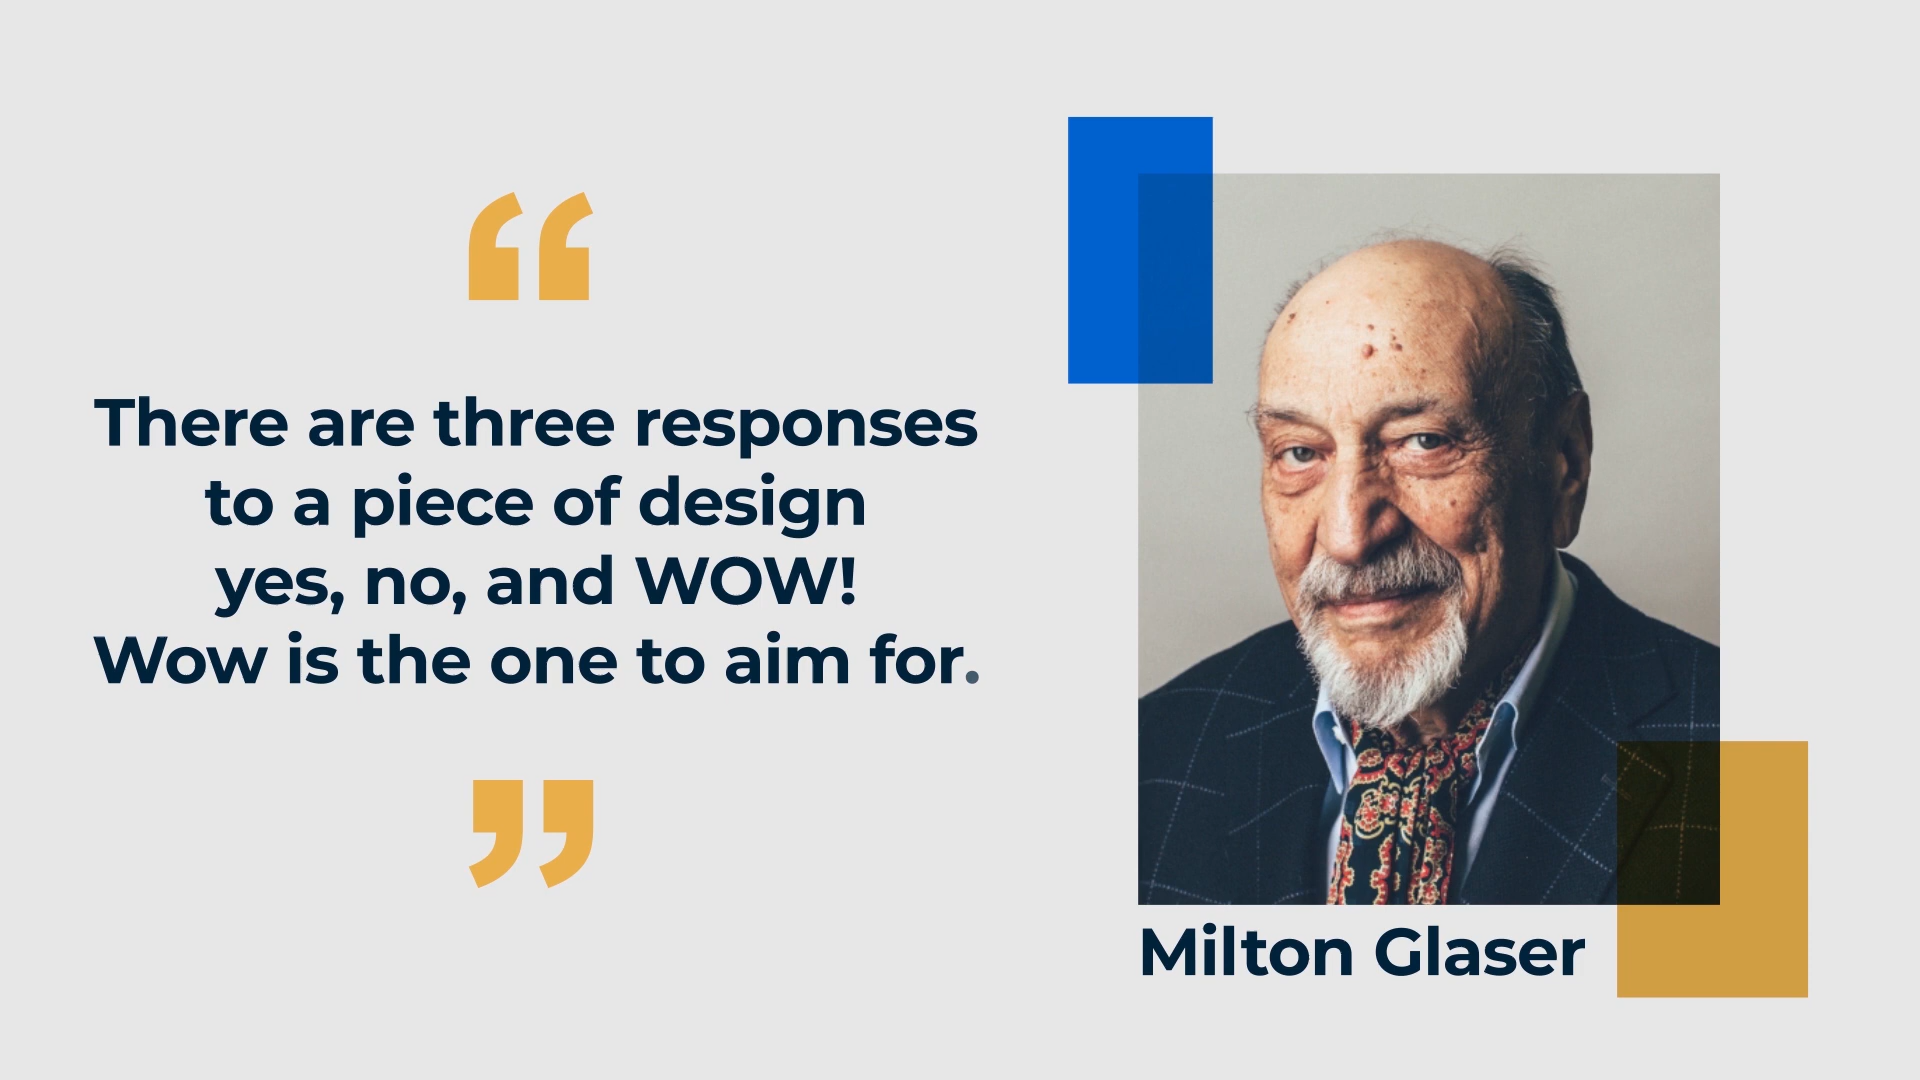 “
There are three responses
to a piece of design
yes, no, and WOW!
Wow is the one to aim for.
”
Milton Glaser